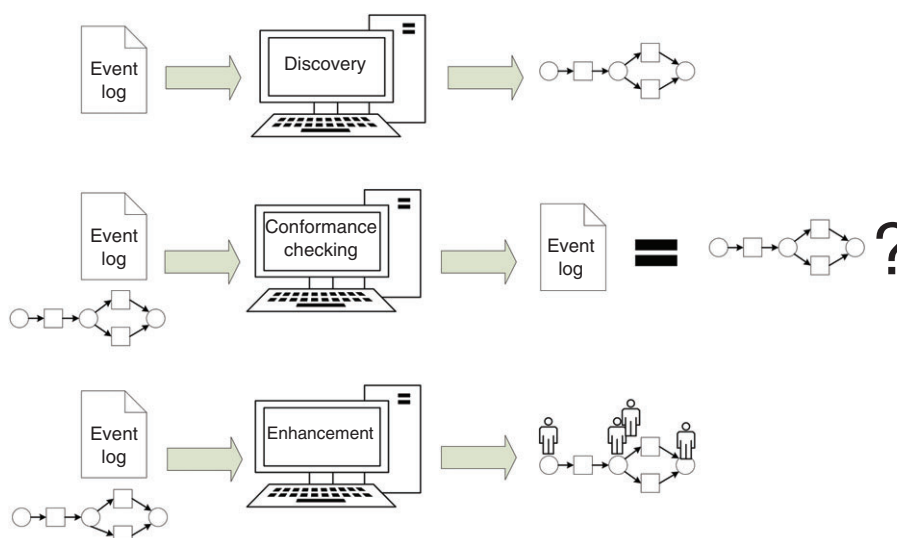 Event
log
Discovery
Event
log
Conformance
checking
Event
log
=
?
Event
log
Enhancement